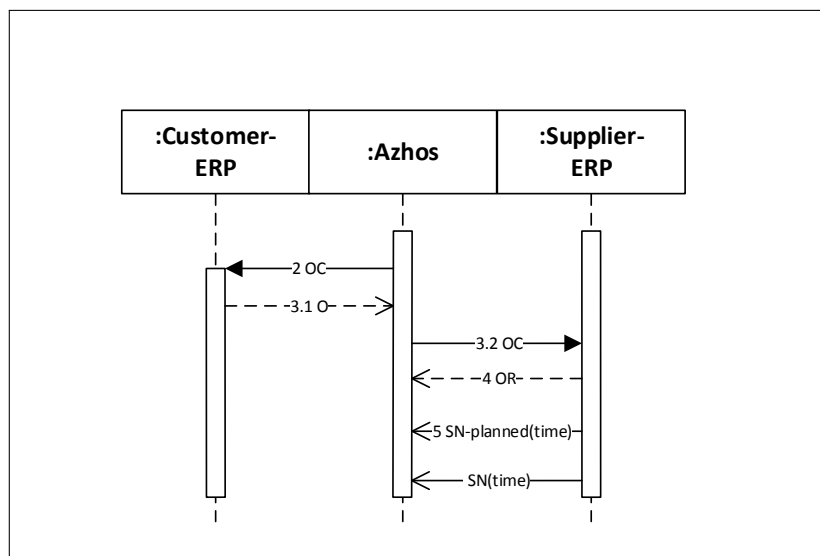 :Customer-
ERP
:Azhos
:Supplier-
ERP
2 OC
3.1 O
3.2 OC
4 OR
5 SN-planned(time)
SN(time)